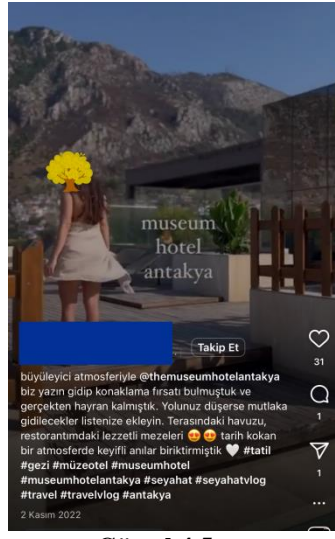 museum
hotel
antakya
Takip Et
31
büyüleyici atmosferiyle @themuseumhotelantakya
biz yazın gidip konaklama fırsatı bulmuştuk ve
gerçekten hayran kalmıştık. Yolunuz düşerse mutlaka
gidilecekler listenize ekleyin. Terasındaki havuzu,
restorantımdaki lezzetli mezeleri 😍😍 tarih kokan
bir atmosferde keyifli anılar biriktirmiştik 🤍 #tatil
#gezi #müzeotel #museumhotel
#museumhotelantakya #seyahat #seyahatvlog
#travel #travelvlog #antakya
1
1
2 Kasım 2022